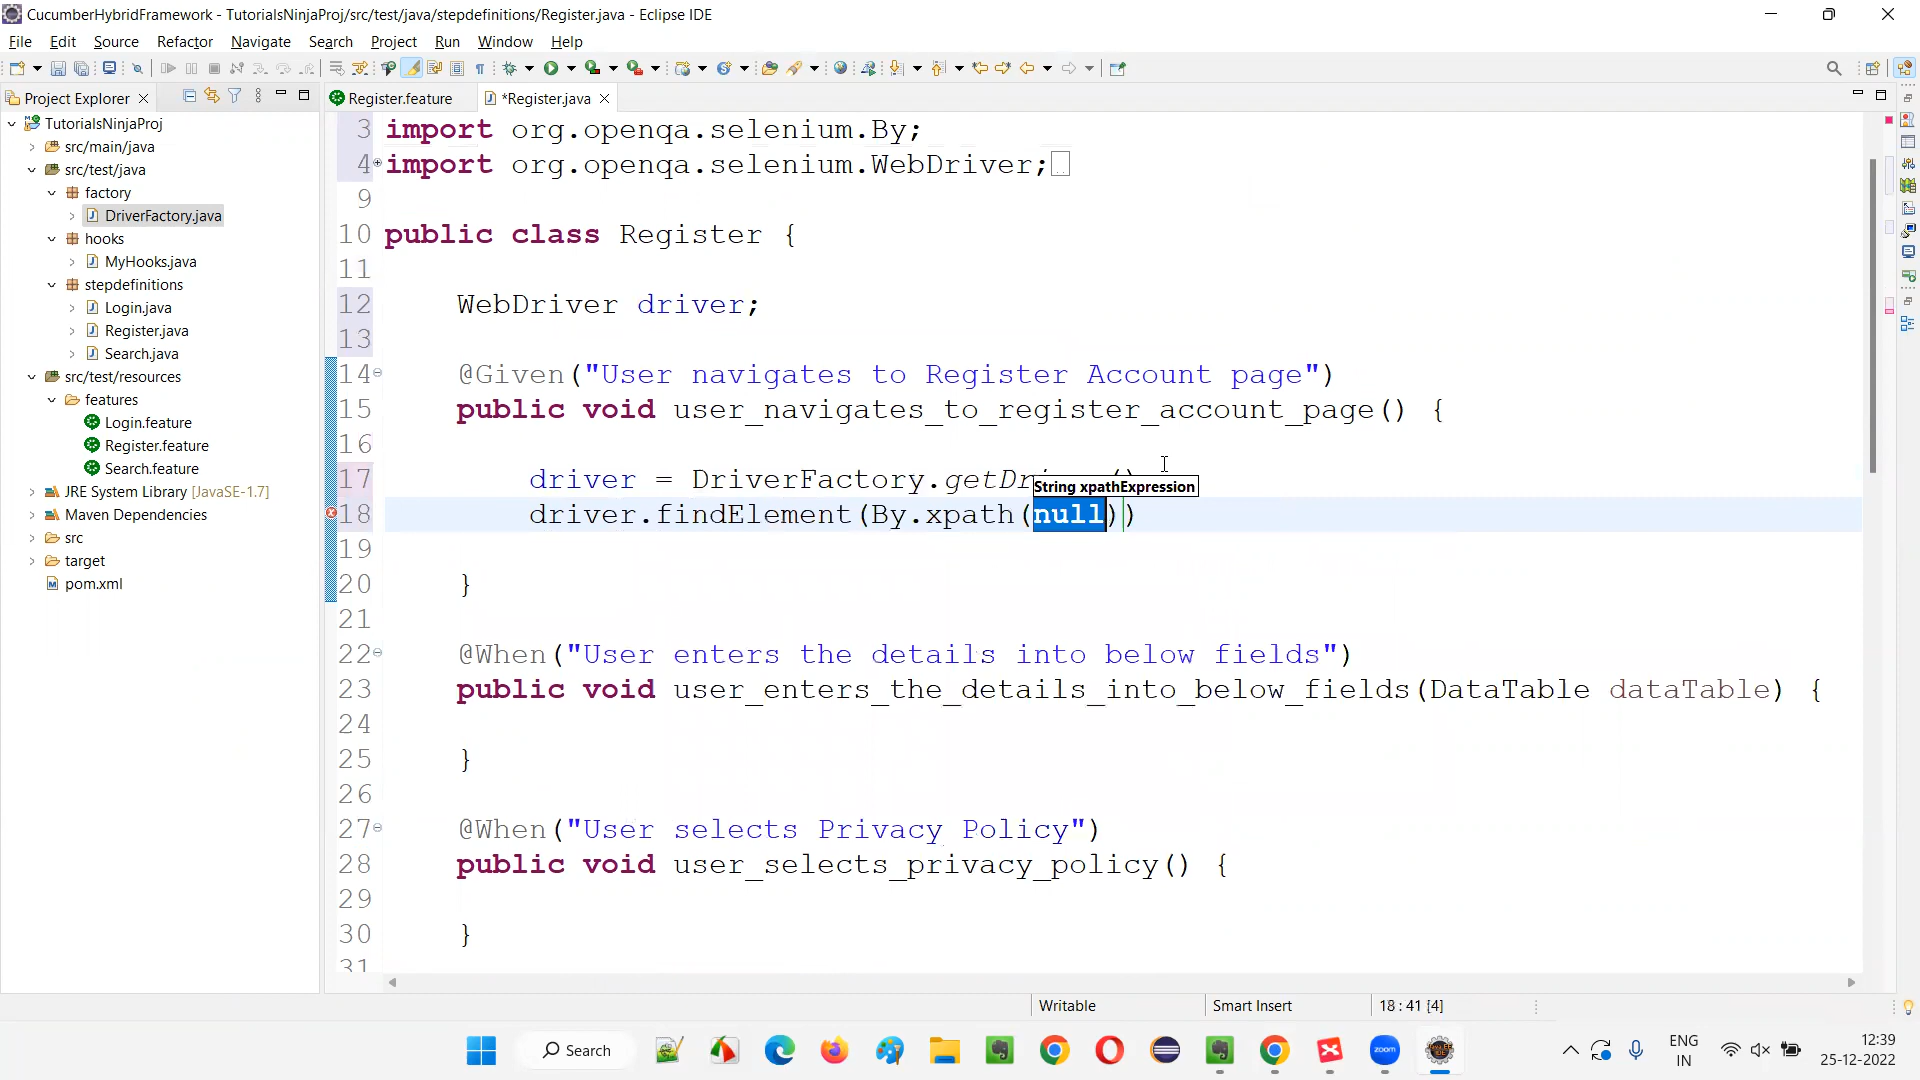 CucumberHybridFramework - TutorialsNinjaProj/src/test/java/stepdefinitions/Register.java - Eclipse IDE
File Edit Source Refactor Navigate Search Project Run Window Help
Project Explorer
Register.feature
*Register.java
TutorialsNinjaProj
src/main/java
src/test/java
factory
DriverFactory.java
hooks
MyHooks.java
stepdefinitions
Login.java
Register.java
Search.java
src/test/resources
features
Login.feature
Register.feature
Search.feature
JRE System Library [JavaSE-1.7]
Maven Dependencies
src
target
pom.xml
3 import org.openqa.selenium.By;
4 import org.openqa.selenium.WebDriver;
9
10 public class Register {
11
12 WebDriver driver;
13
14 @Given("User navigates to Register Account page")
15 public void user_navigates_to_register_account_page() {
16
17 driver = DriverFactory.getDr
String xpathExpression
18 driver.findElement(By.xpath(null))
19
20 }
21
22 @When("User enters the details into below fields")
23 public void user_enters_the_details_into_below_fields(DataTable dataTable) {
24
25 }
26
27 @When("User selects Privacy Policy")
28 public void user_selects_privacy_policy() {
29
30 }
31
Writable
Smart Insert
18 : 41 [4]
Search
zoom
ENG
IN
12:39
25-12-2022